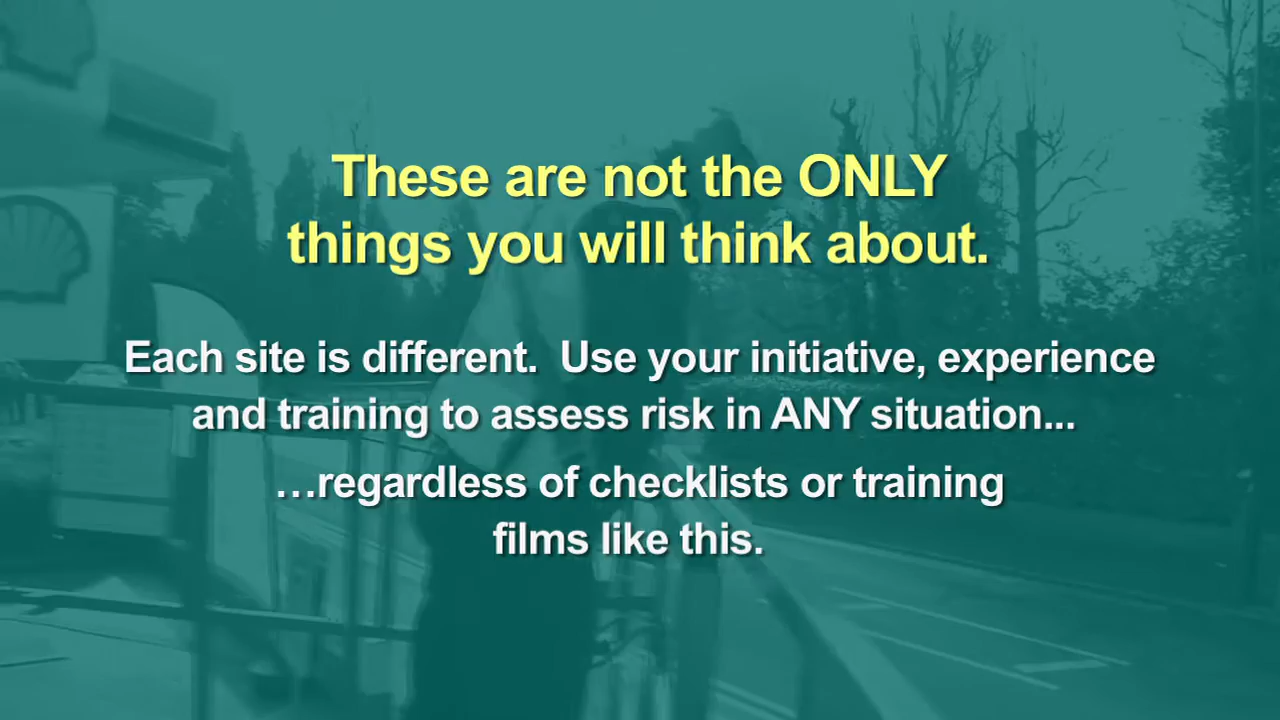 These are not the ONLY
things you will think about.
Each site is different.  Use your initiative, experience
and training to assess risk in ANY situation...
…regardless of checklists or training
films like this.